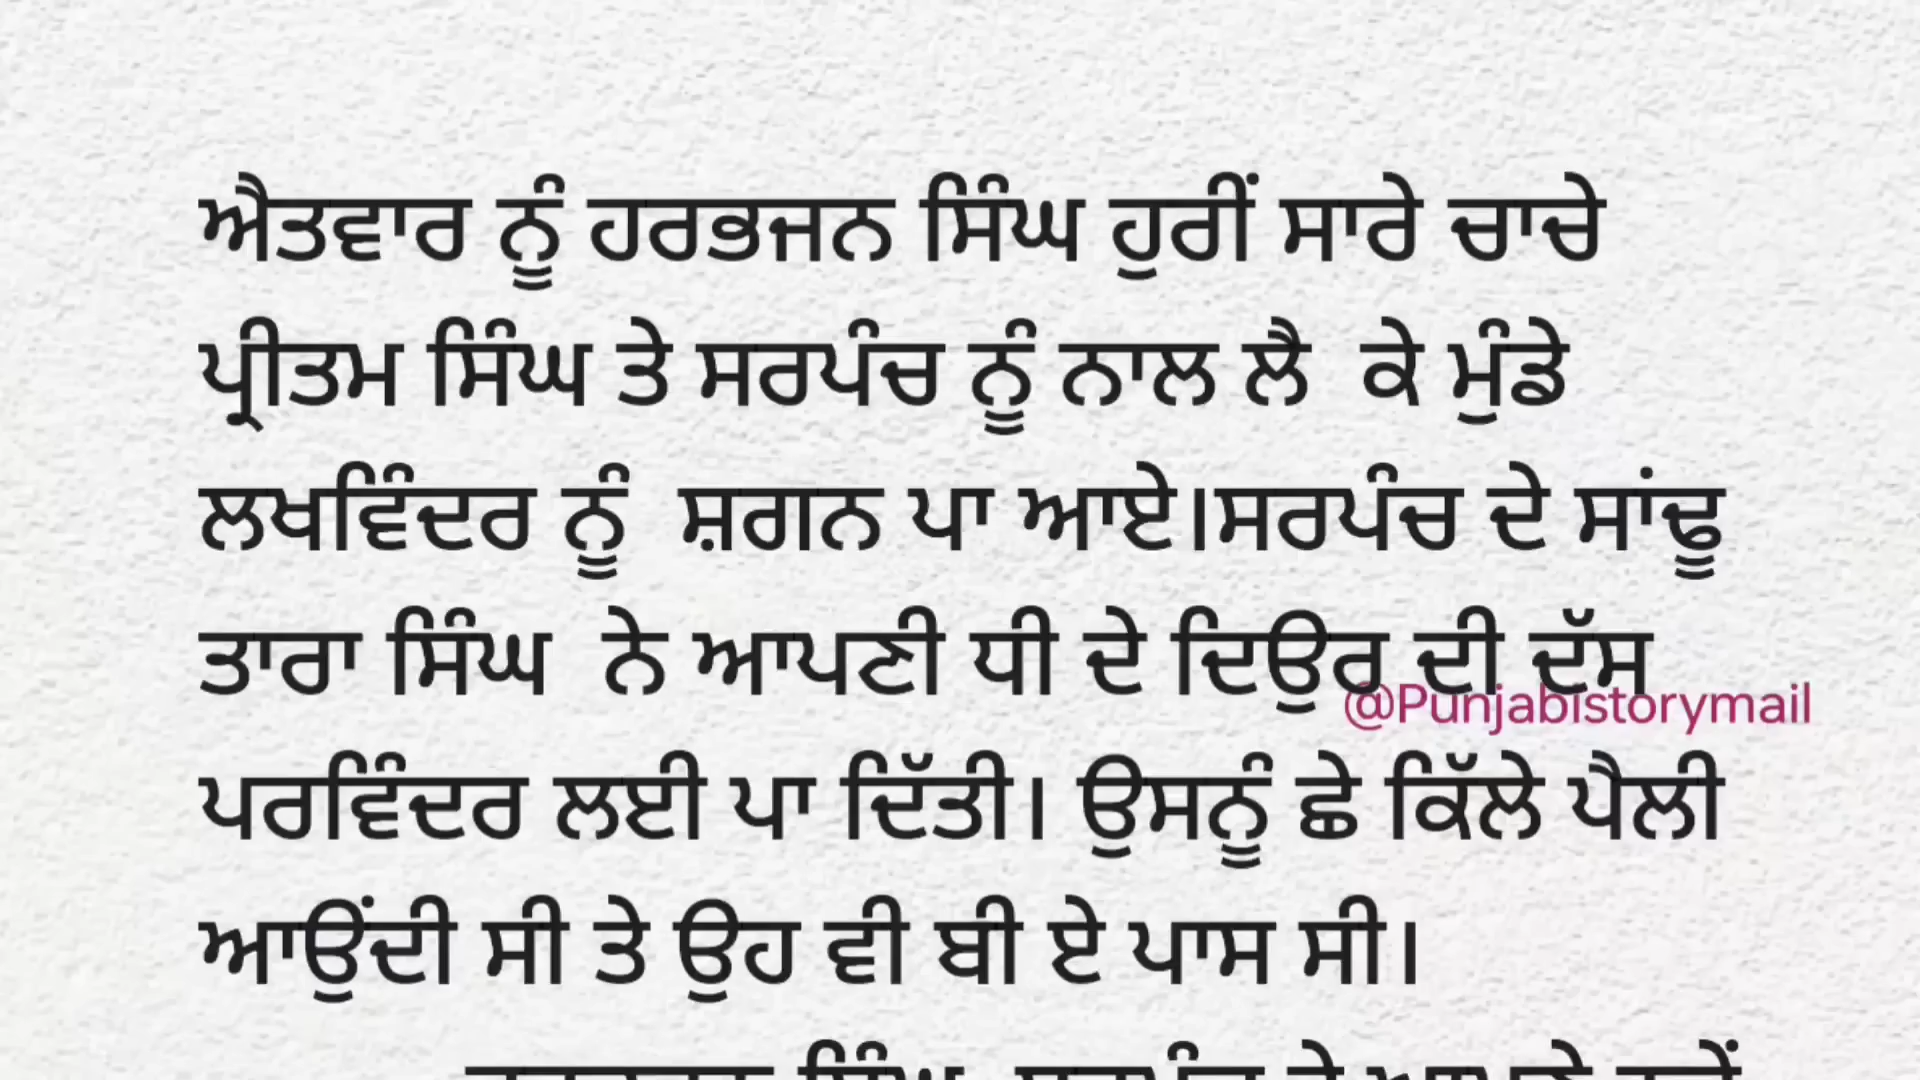 ਐਤਵਾਰ ਨੂੰ ਹਰਭਜਨ ਸਿੰਘ ਹੁਰੀਂ ਸਾਰੇ ਚਾਚੇ
ਪ੍ਰੀਤਮ ਸਿੰਘ ਤੇ ਸਰਪੰਚ ਨੂੰ ਨਾਲ ਲੈ ਕੇ ਮੁੰਡੇ
ਲਖਵਿੰਦਰ ਨੂੰ ਸ਼ਗਨ ਪਾ ਆਏ।ਸਰਪੰਚ ਦੇ ਸਾਂਢੂ
ਤਾਰਾ ਸਿੰਘ ਨੇ ਆਪਣੀ ਧੀ ਦੇ ਦਿਉਰ ਦੀ ਦੱਸ
@Punjabistorymail
ਪਰਵਿੰਦਰ ਲਈ ਪਾ ਦਿੱਤੀ। ਉਸਨੂੰ ਛੇ ਕਿੱਲੇ ਪੈਲੀ
ਆਉਂਦੀ ਸੀ ਤੇ ਉਹ ਵੀ ਬੀ ਏ ਪਾਸ ਸੀ।